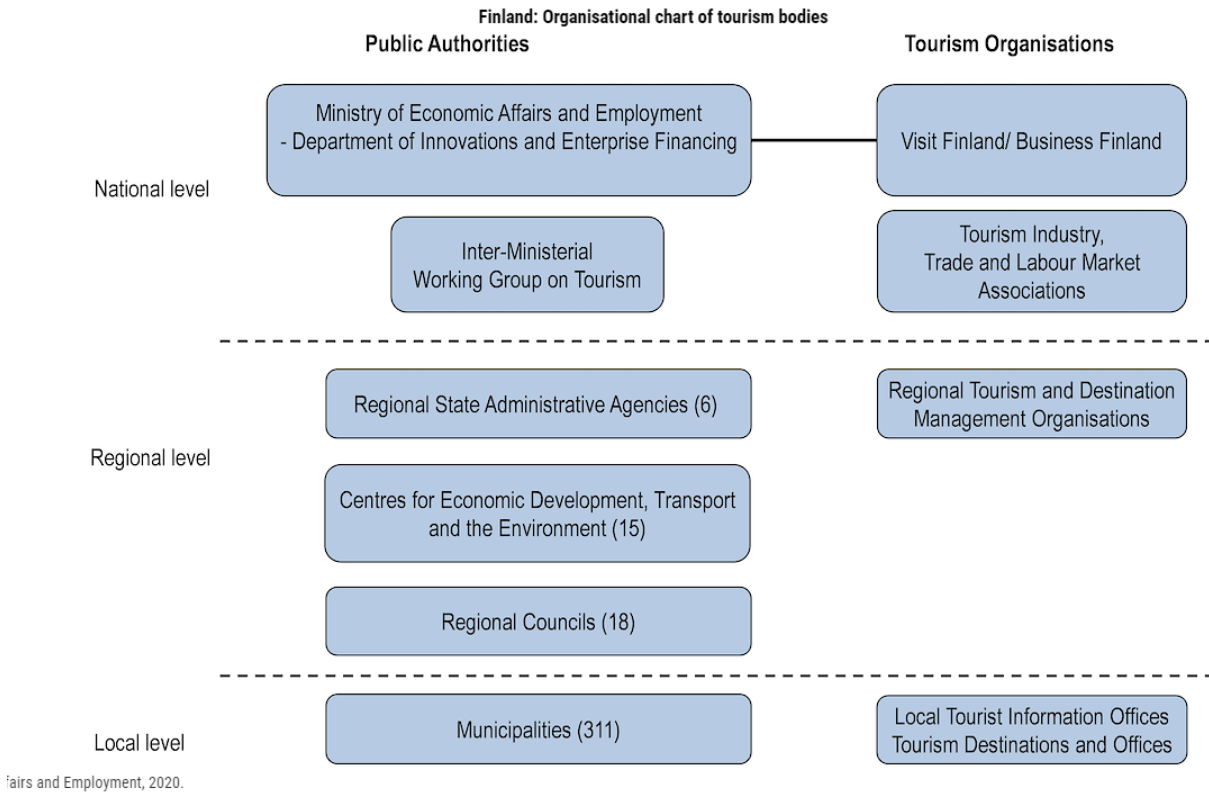 Finland: Organisational chart of tourism bodies
Public Authorities
Tourism Organisations
National level
Ministry of Economic Affairs and Employment
- Department of Innovations and Enterprise Financing
Visit Finland/ Business Finland
Inter-Ministerial
Working Group on Tourism
Tourism Industry,
Trade and Labour Market
Associations
Regional level
Regional State Administrative Agencies (6)
Regional Tourism and Destination
Management Organisations
Centres for Economic Development, Transport
and the Environment (15)
Regional Councils (18)
Local level
Municipalities (311)
Local Tourist Information Offices
Tourism Destinations and Offices
fairs and Employment, 2020.